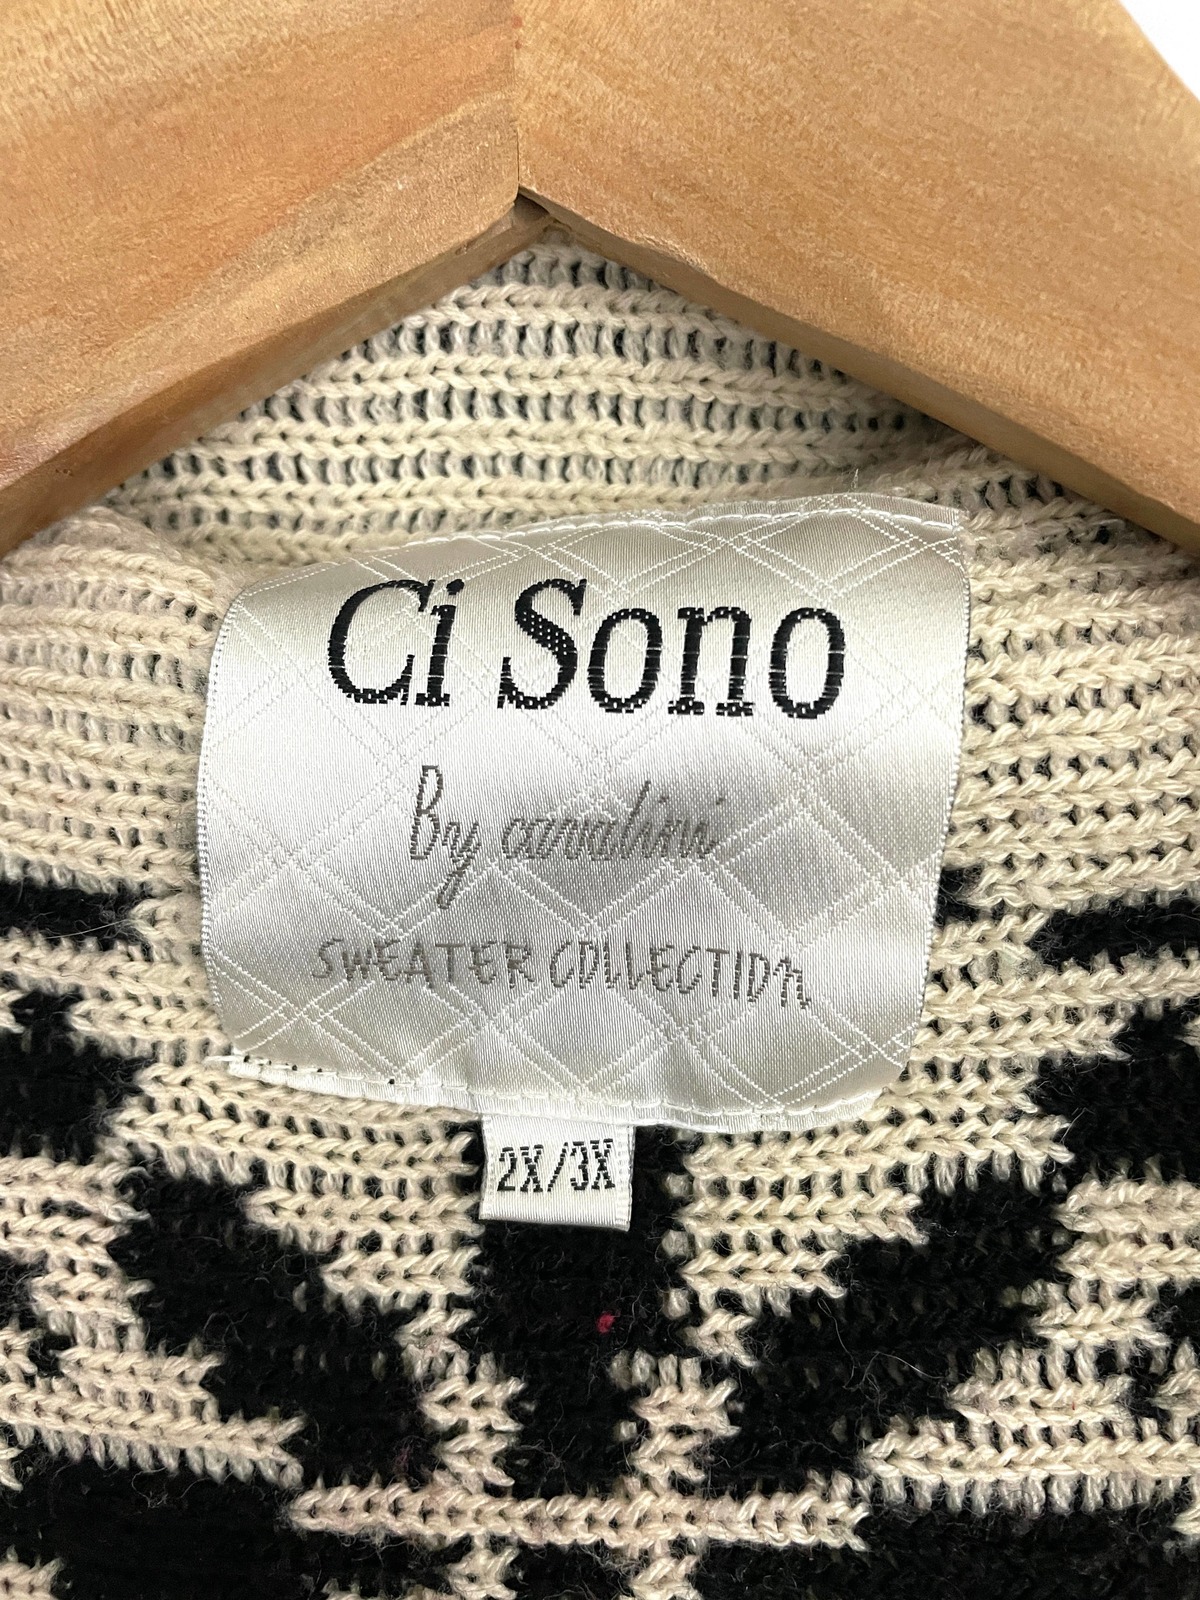 Ci Sono
By cavalini
SWEATER COLLECTION
2X/3X